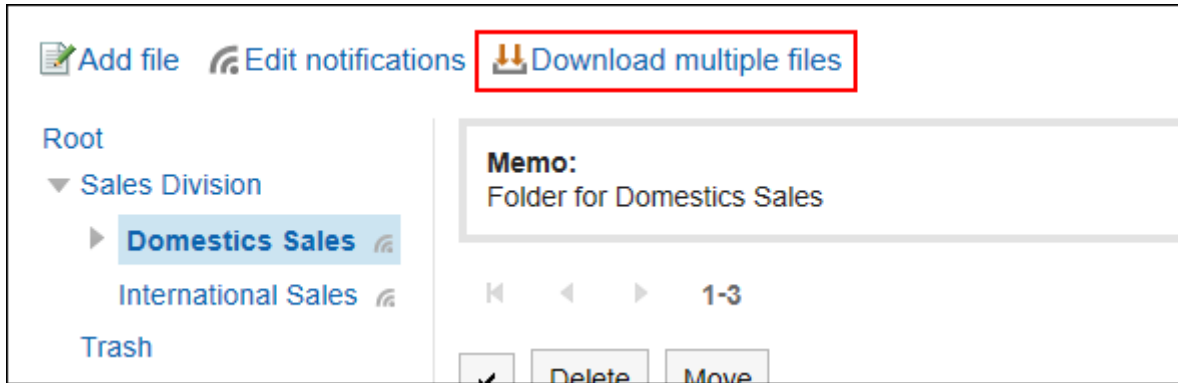 Add file Edit notifications Download multiple files
Root
Sales Division
Domestics Sales
International Sales
Trash
Memo:
Folder for Domestics Sales
1-3
Delete Move